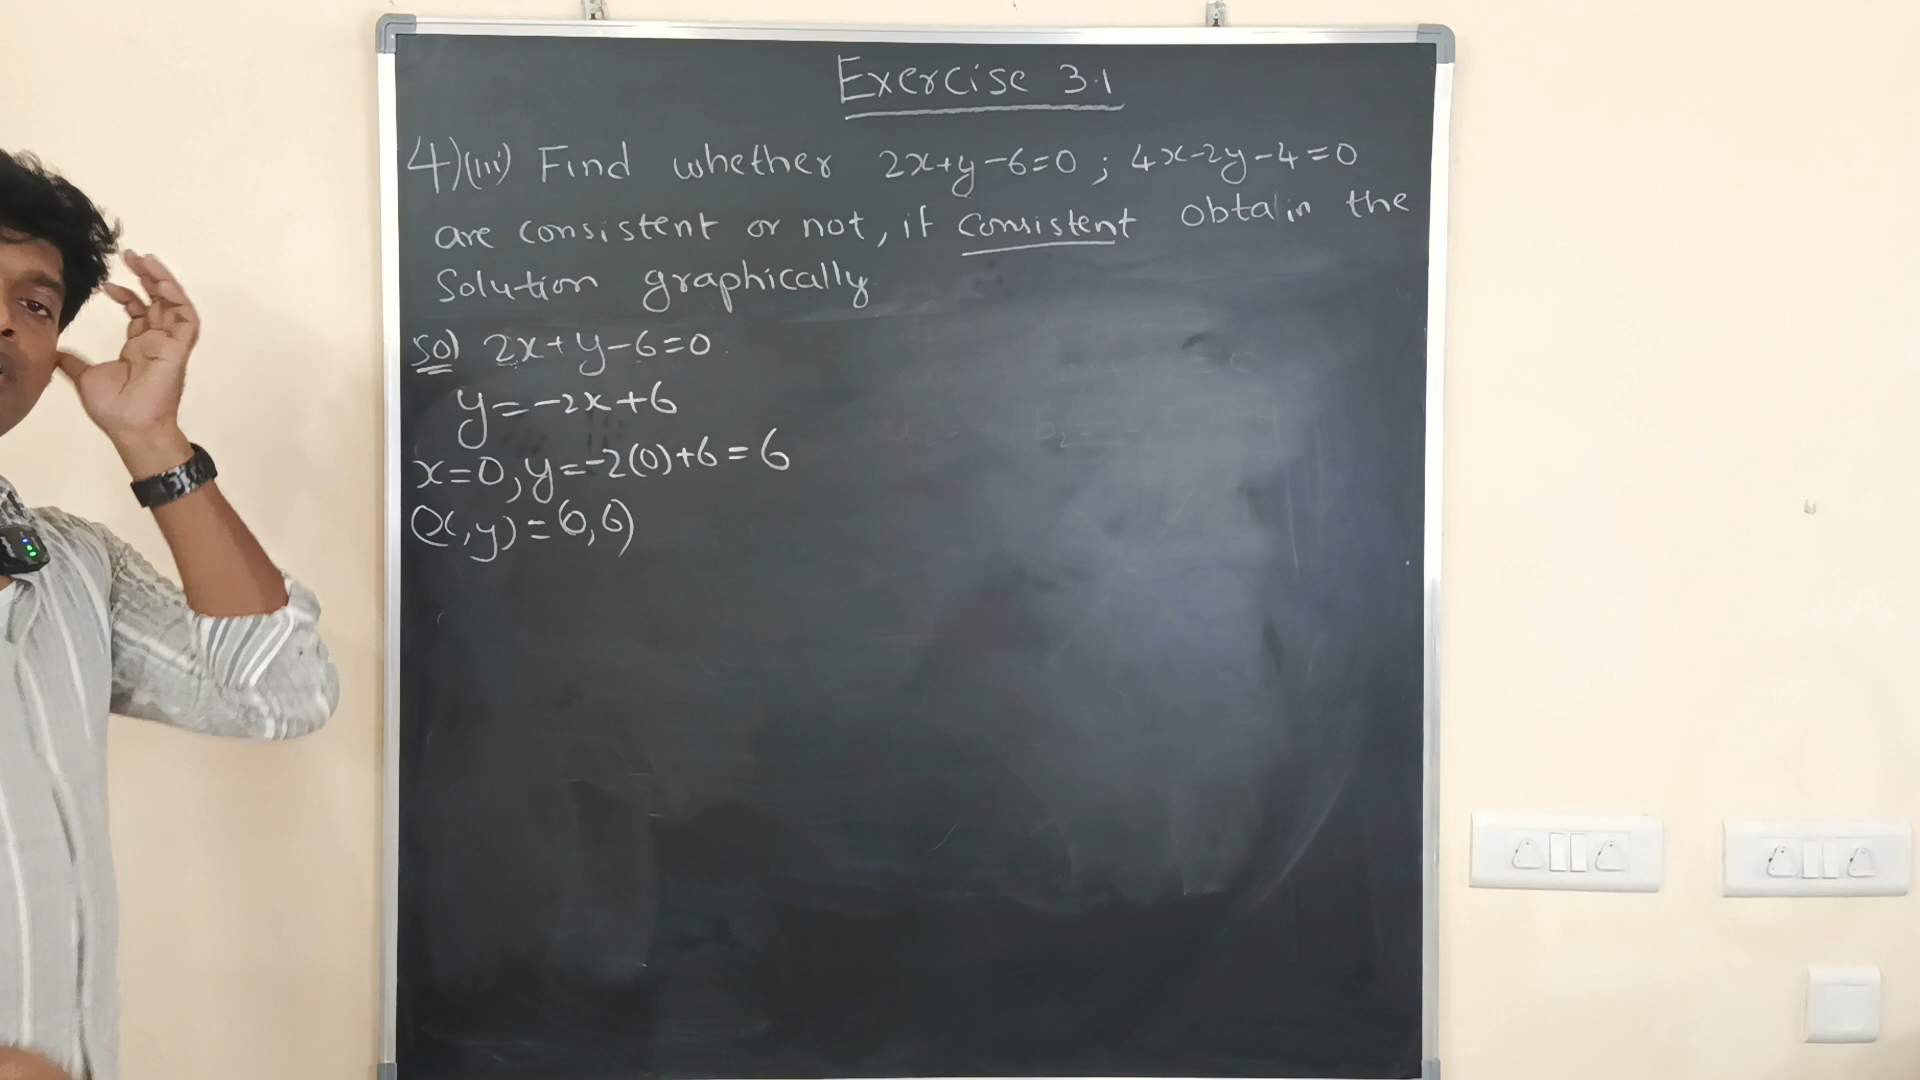 Exercise 3.1
4)(iii) Find whether 2x+y-6=0 ; 4x-2y-4=0
are consistent or not, if consistent obtain the
Solution graphically
Sol 2x+y-6=0
y=-2x+6
x=0, y=-2(0)+6=6
(x,y)=(0,6)